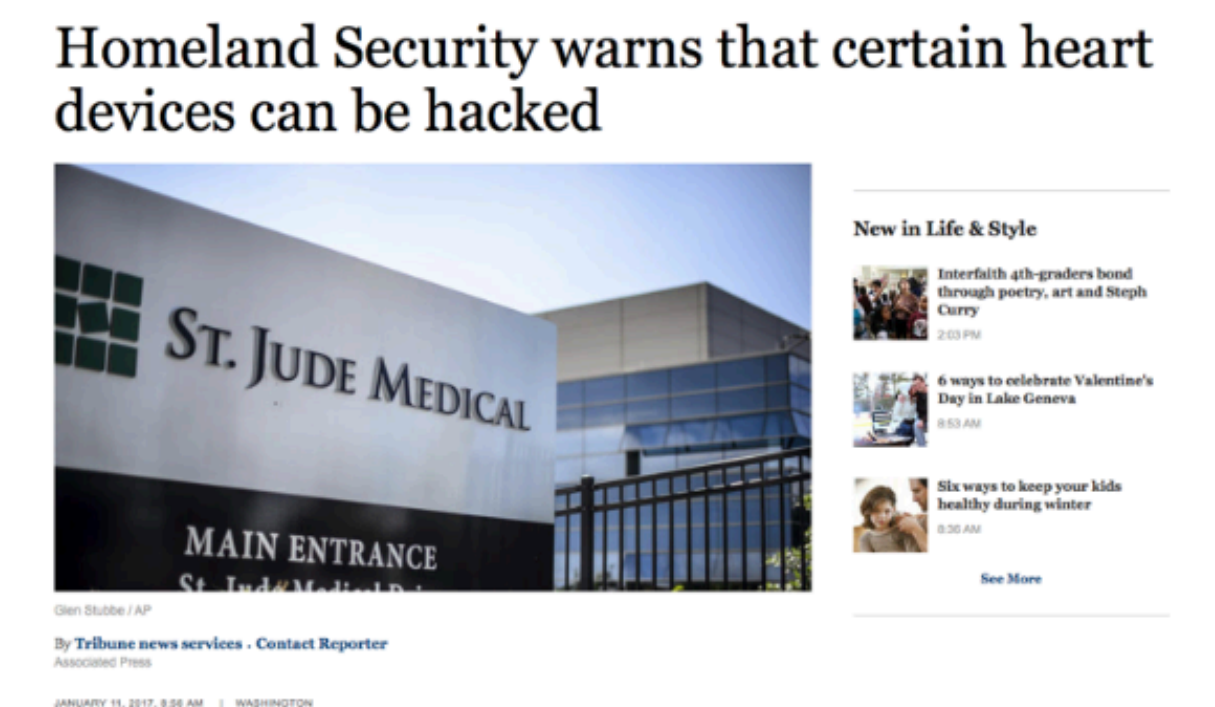 Homeland Security warns that certain heart
devices can be hacked
ST. JUDE MEDICAL
MAIN ENTRANCE
St. Jude Medical
Glen Stubbe / AP
By Tribune news services . Contact Reporter
Associated Press
JANUARY 11, 2017, 8:56 AM | WASHINGTON
New in Life & Style
Interfaith 4th-graders bond
through poetry, art and Steph
Curry
2:03 PM
6 ways to celebrate Valentine's
Day in Lake Geneva
8:53 AM
Six ways to keep your kids
healthy during winter
8:36 AM
See More